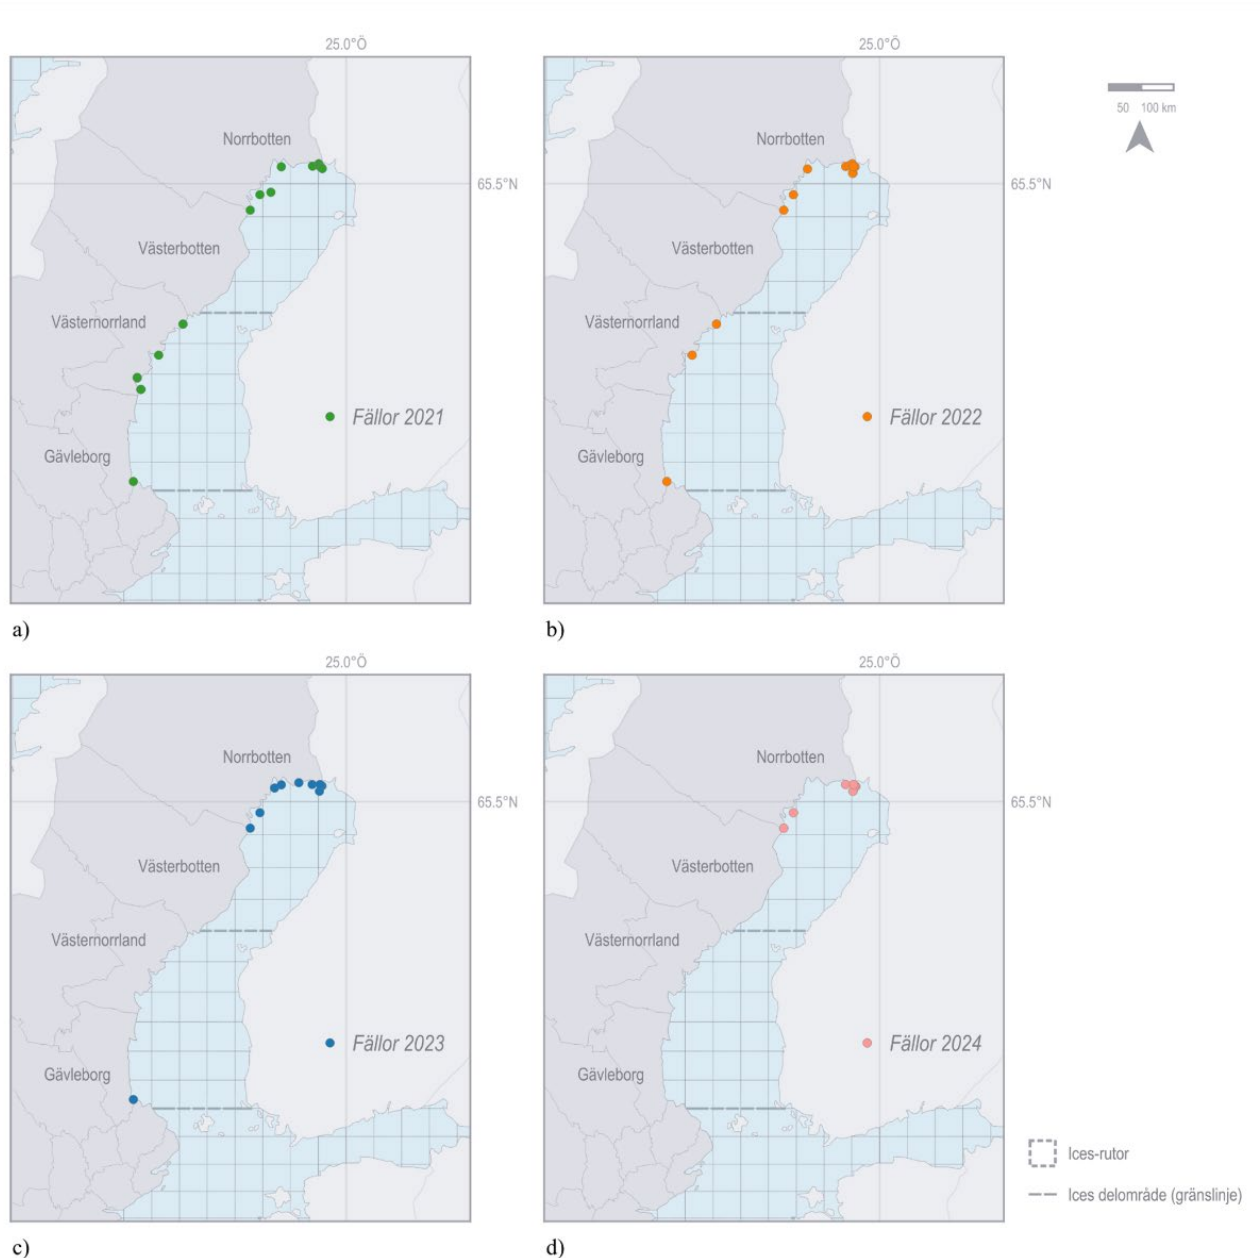 25.0°Ö
25.0°Ö
50 100 km
Norrbotten
65.5°N
Västerbotten
Västernorrland
Fällor 2021
Gävleborg
Norrbotten
65.5°N
Västerbotten
Västernorrland
Fällor 2022
Gävleborg
a)
b)
25.0°Ö
25.0°Ö
Norrbotten
65.5°N
Västerbotten
Västernorrland
Fällor 2023
Gävleborg
Norrbotten
65.5°N
Västerbotten
Västernorrland
Fällor 2024
Gävleborg
Ices-rutor
Ices delområde (gränslinje)
c)
d)